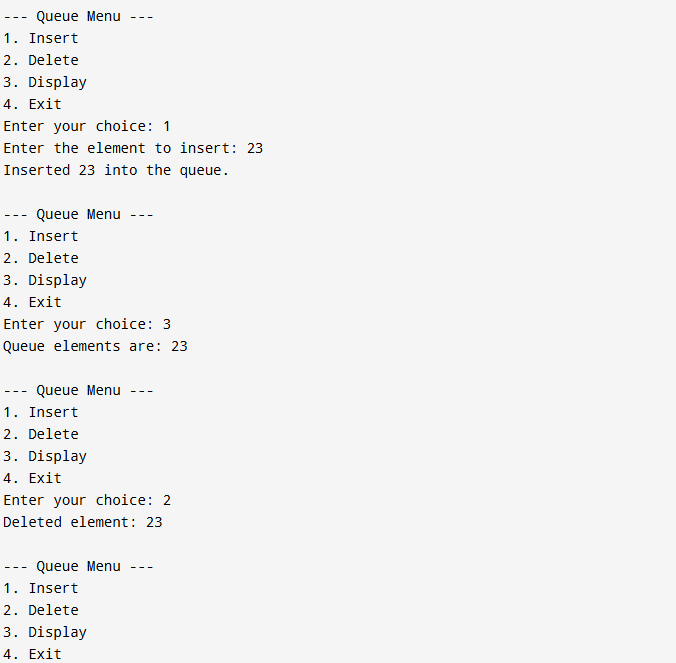 --- Queue Menu ---
1. Insert
2. Delete
3. Display
4. Exit
Enter your choice: 1
Enter the element to insert: 23
Inserted 23 into the queue.

--- Queue Menu ---
1. Insert
2. Delete
3. Display
4. Exit
Enter your choice: 3
Queue elements are: 23

--- Queue Menu ---
1. Insert
2. Delete
3. Display
4. Exit
Enter your choice: 2
Deleted element: 23

--- Queue Menu ---
1. Insert
2. Delete
3. Display
4. Exit